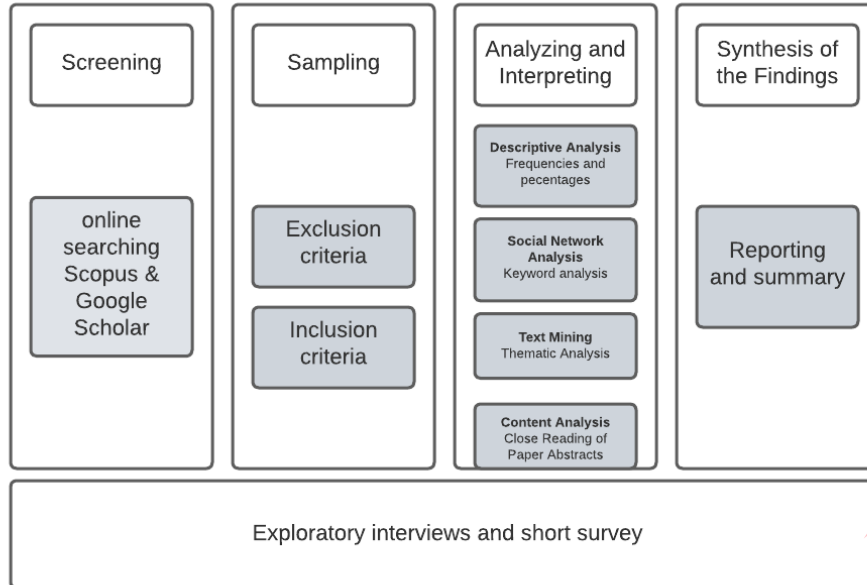 Screening
online
searching
Scopus &
Google
Scholar
Sampling
Exclusion
criteria
Inclusion
criteria
Analyzing and
Interpreting
Descriptive Analysis
Frequencies and
pecentages
Social Network
Analysis
Keyword analysis
Text Mining
Thematic Analysis
Content Analysis
Close Reading of
Paper Abstracts
Synthesis of
the Findings
Reporting
and summary
Exploratory interviews and short survey